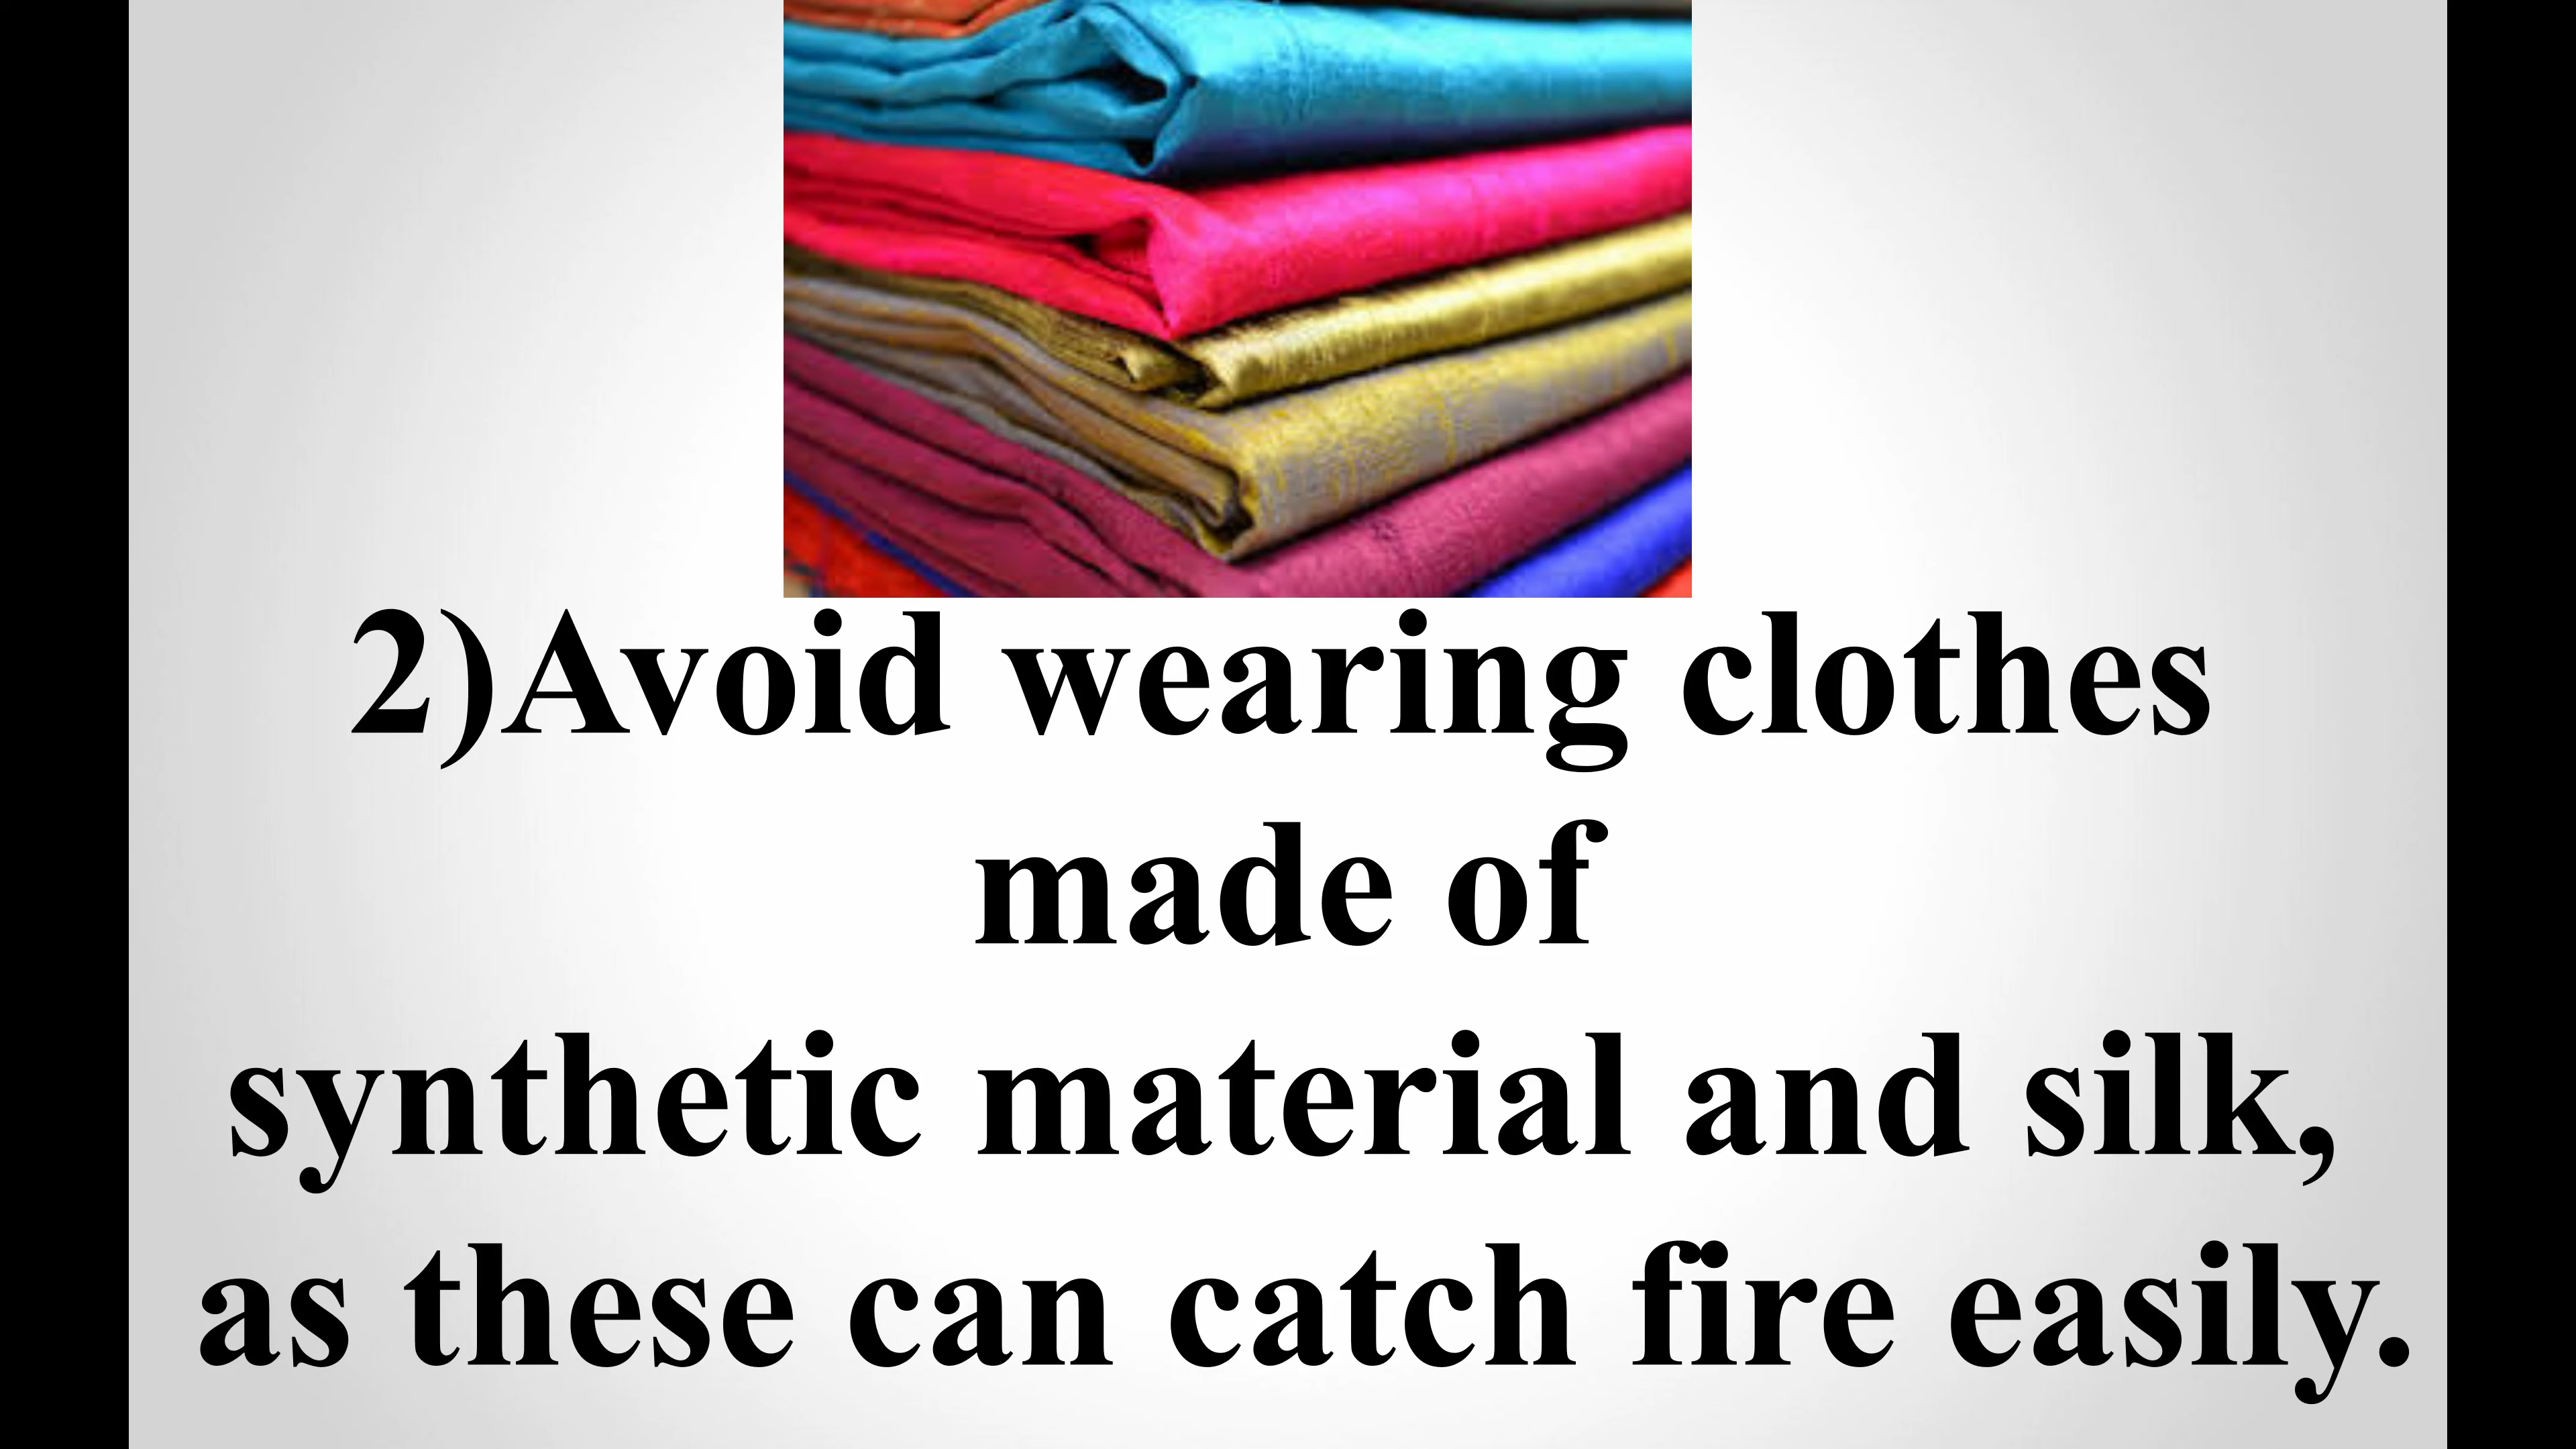 2)Avoid wearing clothes
made of
synthetic material and silk,
as these can catch fire easily.